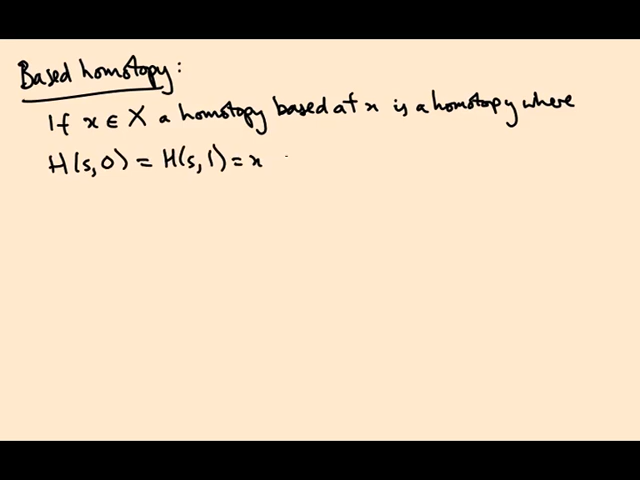 Based homotopy:
If x ∈ X a homotopy based at x is a homotopy where
H(s,0) = H(s,1) = x